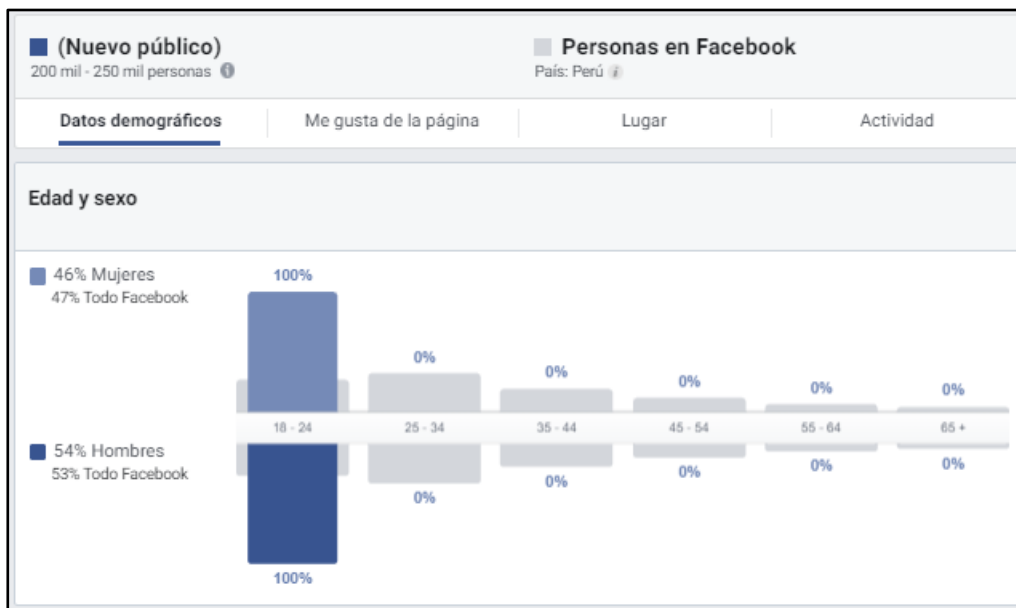 (Nuevo público)
200 mil - 250 mil personas
Personas en Facebook
País: Perú
Datos demográficos
Me gusta de la página
Lugar
Actividad
Edad y sexo
46% Mujeres
47% Todo Facebook
100%
0%
0%
0%
0%
0%
18 - 24
25 - 34
35 - 44
45 - 54
55 - 64
65 +
54% Hombres
53% Todo Facebook
100%
0%
0%
0%
0%
0%